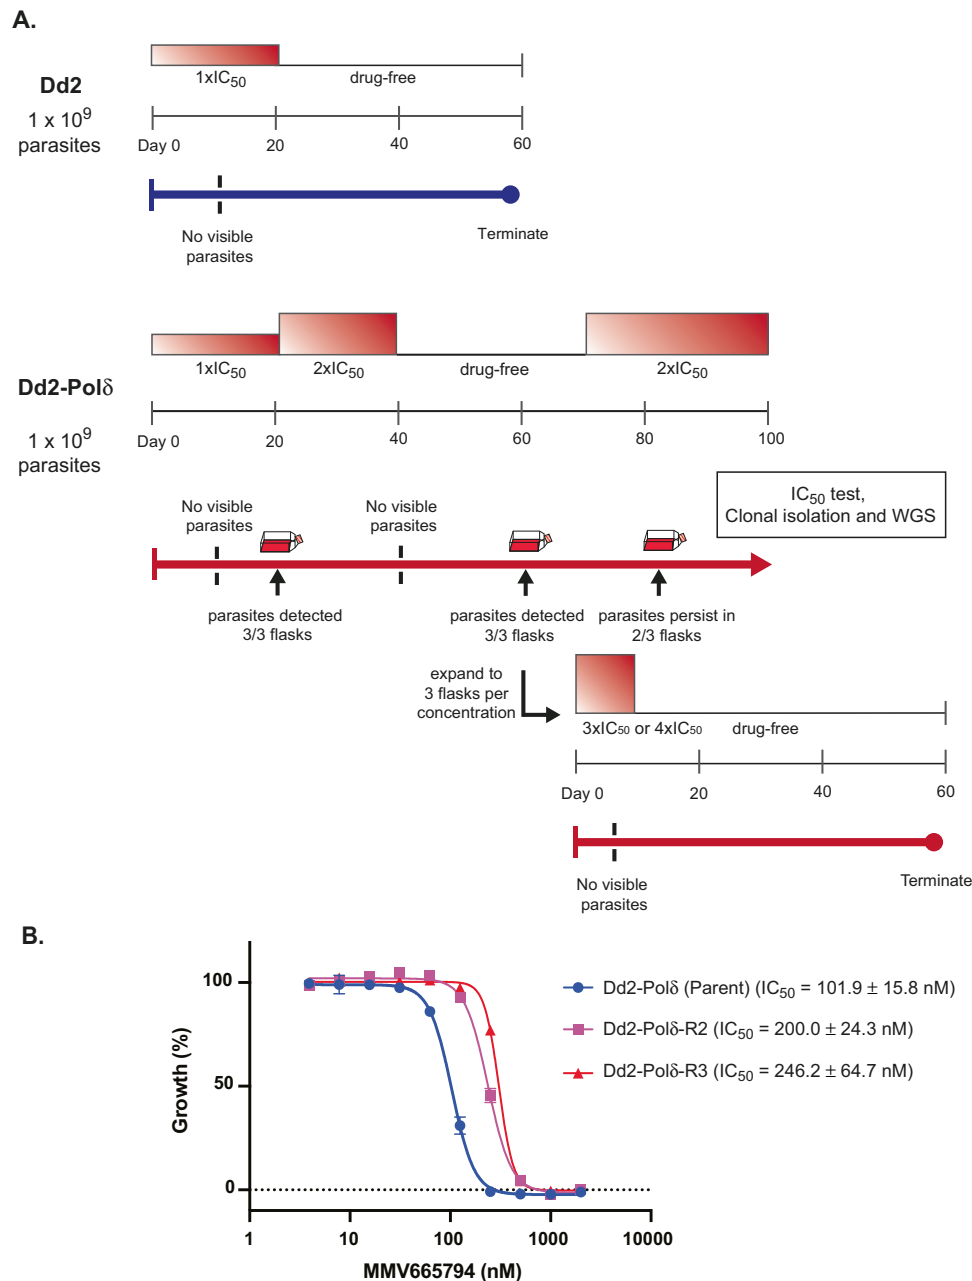 A.
Dd2
1 x 10⁹
parasites
1xIC₅₀
drug-free
Day 0
20
40
60
No visible
parasites
Terminate
Dd2-Polδ
1 x 10⁹
parasites
1xIC₅₀
2xIC₅₀
drug-free
2xIC₅₀
Day 0
20
40
60
80
100
No visible
parasites
No visible
parasites
IC₅₀ test,
Clonal isolation and WGS
parasites detected
3/3 flasks
parasites detected
3/3 flasks
parasites persist in
2/3 flasks
expand to
3 flasks per
concentration
3xIC₅₀ or 4xIC₅₀
drug-free
Day 0
20
40
60
No visible
parasites
Terminate
B.
Growth (%)
100
50
0
1
10
100
1000
10000
MMV665794 (nM)
Dd2-Polδ (Parent) (IC₅₀ = 101.9 ± 15.8 nM)
Dd2-Polδ-R2 (IC₅₀ = 200.0 ± 24.3 nM)
Dd2-Polδ-R3 (IC₅₀ = 246.2 ± 64.7 nM)